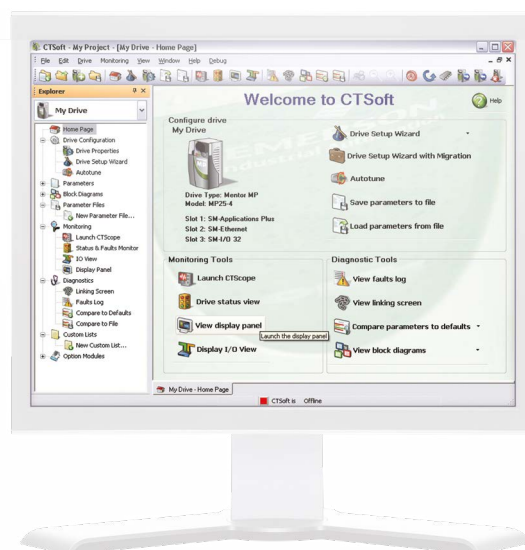 CTSoft - My Project - [My Drive - Home Page]
File Edit Drive Monitoring View Window Help Debug
Explorer
My Drive
Home Page
Drive Configuration
Drive Properties
Drive Setup Wizard
Autotune
Parameters
Block Diagrams
Parameter Files
New Parameter File...
Monitoring
Launch CTScope
Status & Faults Monitor
IO View
Display Panel
Diagnostics
Linking Screen
Faults Log
Compare to Defaults
Compare to File
Custom Lists
New Custom List...
Option Modules
Welcome to CTSoft
Help
Configure drive
My Drive
Drive Type: Mentor MP
Model: MP25-4
Slot 1: SM-Applications Plus
Slot 2: SM-Ethernet
Slot 3: SM-I/O 32
Drive Setup Wizard
Drive Setup Wizard with Migration
Autotune
Save parameters to file
Load parameters from file
Monitoring Tools
Launch CTScope
Drive status view
View display panel
Launch the display panel
Display I/O View
Diagnostic Tools
View faults log
View linking screen
Compare parameters to defaults
View block diagrams
My Drive - Home Page
CTSoft is Offline